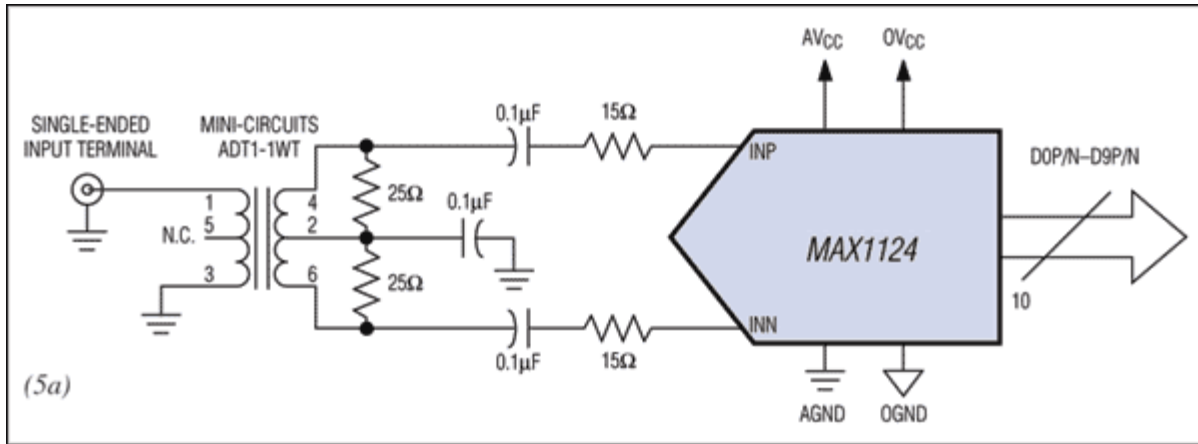 AVCC
OVCC
0.1µF
15Ω
SINGLE-ENDED
INPUT TERMINAL
MINI-CIRCUITS
ADT1-1WT
INP
D0P/N–D9P/N
1
4
25Ω
0.1µF
N.C.
5
2
MAX1124
3
6
25Ω
10
INN
0.1µF
15Ω
(5a)
AGND
OGND